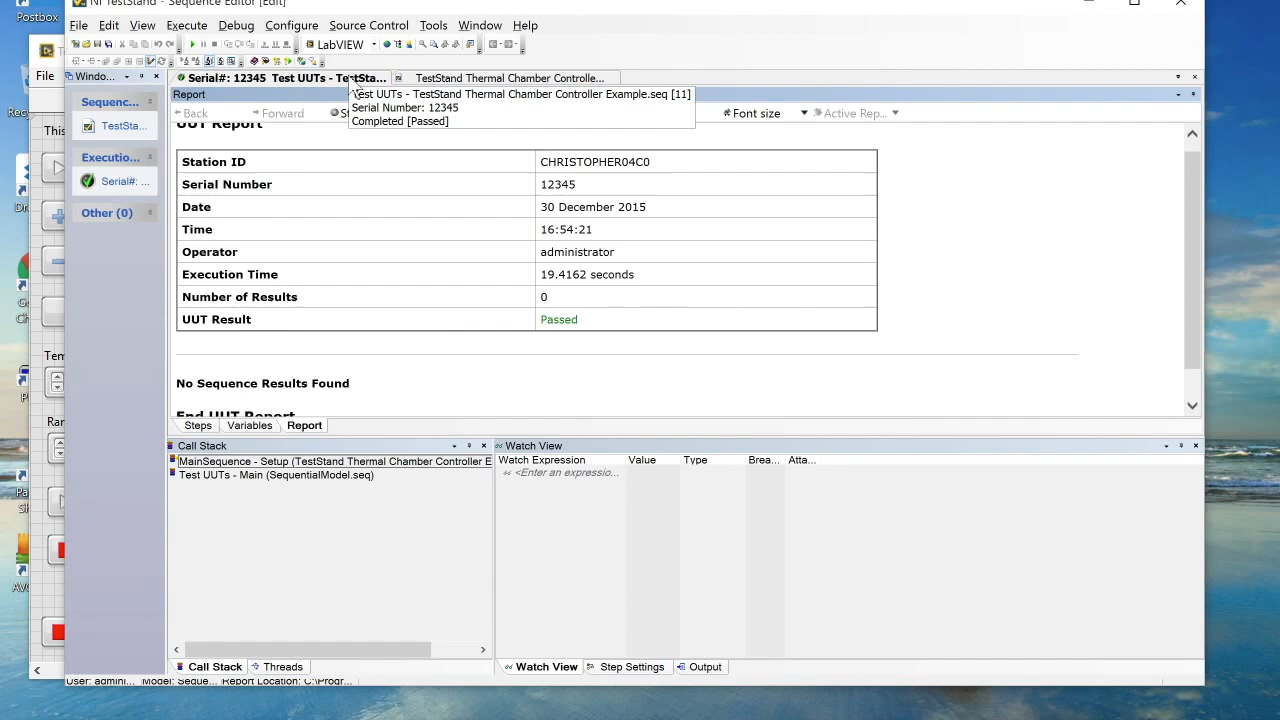 Postbox
NI TestStand - Sequence Editor [Edit]
File Edit View Execute Debug Configure Source Control Tools Window Help
LabVIEW
File
Windo...
Serial#: 12345 Test UUTs - TestSta...
TestStand Thermal Chamber Controlle...
Report
Test UUTs - TestStand Thermal Chamber Controller Example.seq [11]
Serial Number: 12345
Completed [Passed]
Back Forward Font size Active Rep...
Sequenc...
TestSta...
Executio...
Serial#: ...
Other (0)
This
Tem
UUT Report
Station ID CHRISTOPHER04C0
Serial Number 12345
Date 30 December 2015
Time 16:54:21
Operator administrator
Execution Time 19.4162 seconds
Number of Results 0
UUT Result Passed
No Sequence Results Found
End UUT Report
Steps Variables Report
Call Stack
MainSequence - Setup (TestStand Thermal Chamber Controller E
Test UUTs - Main (SequentialModel.seq)
Call Stack Threads
Watch View
Watch Expression Value Type Brea... Atta...
<Enter an expressio...
Watch View Step Settings Output
User: admini... Model: Seque... Report Location: C:\Progr...